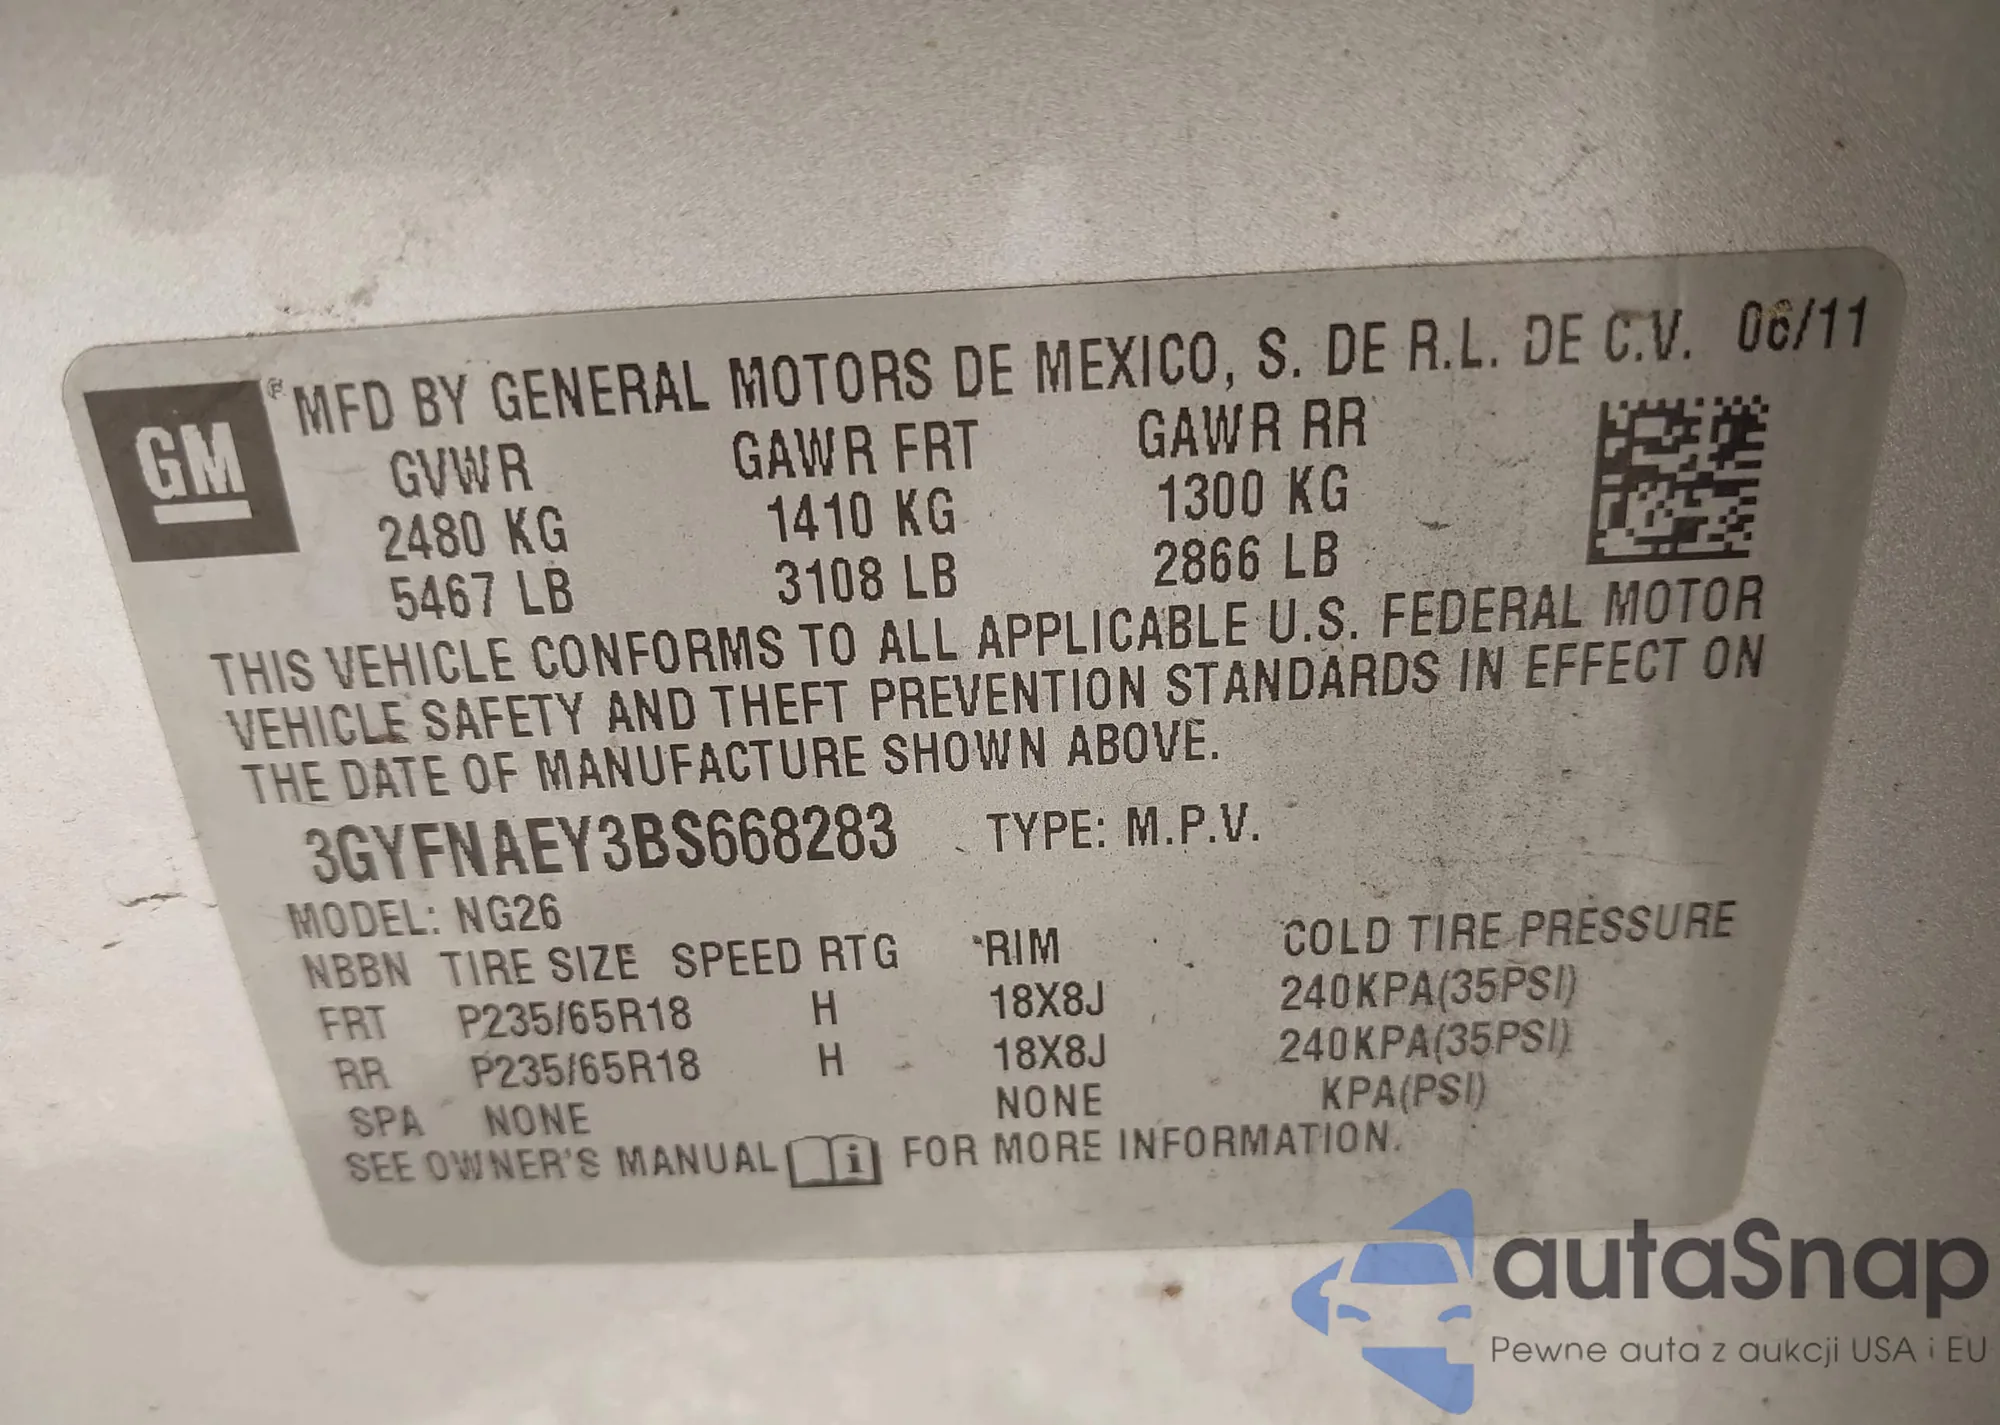 GM® MFD BY GENERAL MOTORS DE MEXICO, S. DE R.L. DE C.V. 06/11
GVWR GAWR FRT GAWR RR
2480 KG 1410 KG 1300 KG
5467 LB 3108 LB 2866 LB
THIS VEHICLE CONFORMS TO ALL APPLICABLE U.S. FEDERAL MOTOR
VEHICLE SAFETY AND THEFT PREVENTION STANDARDS IN EFFECT ON
THE DATE OF MANUFACTURE SHOWN ABOVE.
3GYFNAEY3BS668283 TYPE: M.P.V.
MODEL: NG26
NBBN TIRE SIZE SPEED RTG RIM COLD TIRE PRESSURE
FRT P235/65R18 H 18X8J 240KPA(35PSI)
RR P235/65R18 H 18X8J 240KPA(35PSI)
SPA NONE NONE KPA(PSI)
SEE OWNER'S MANUAL i FOR MORE INFORMATION.
autaSnap
Pewne auta z aukcji USA i EU